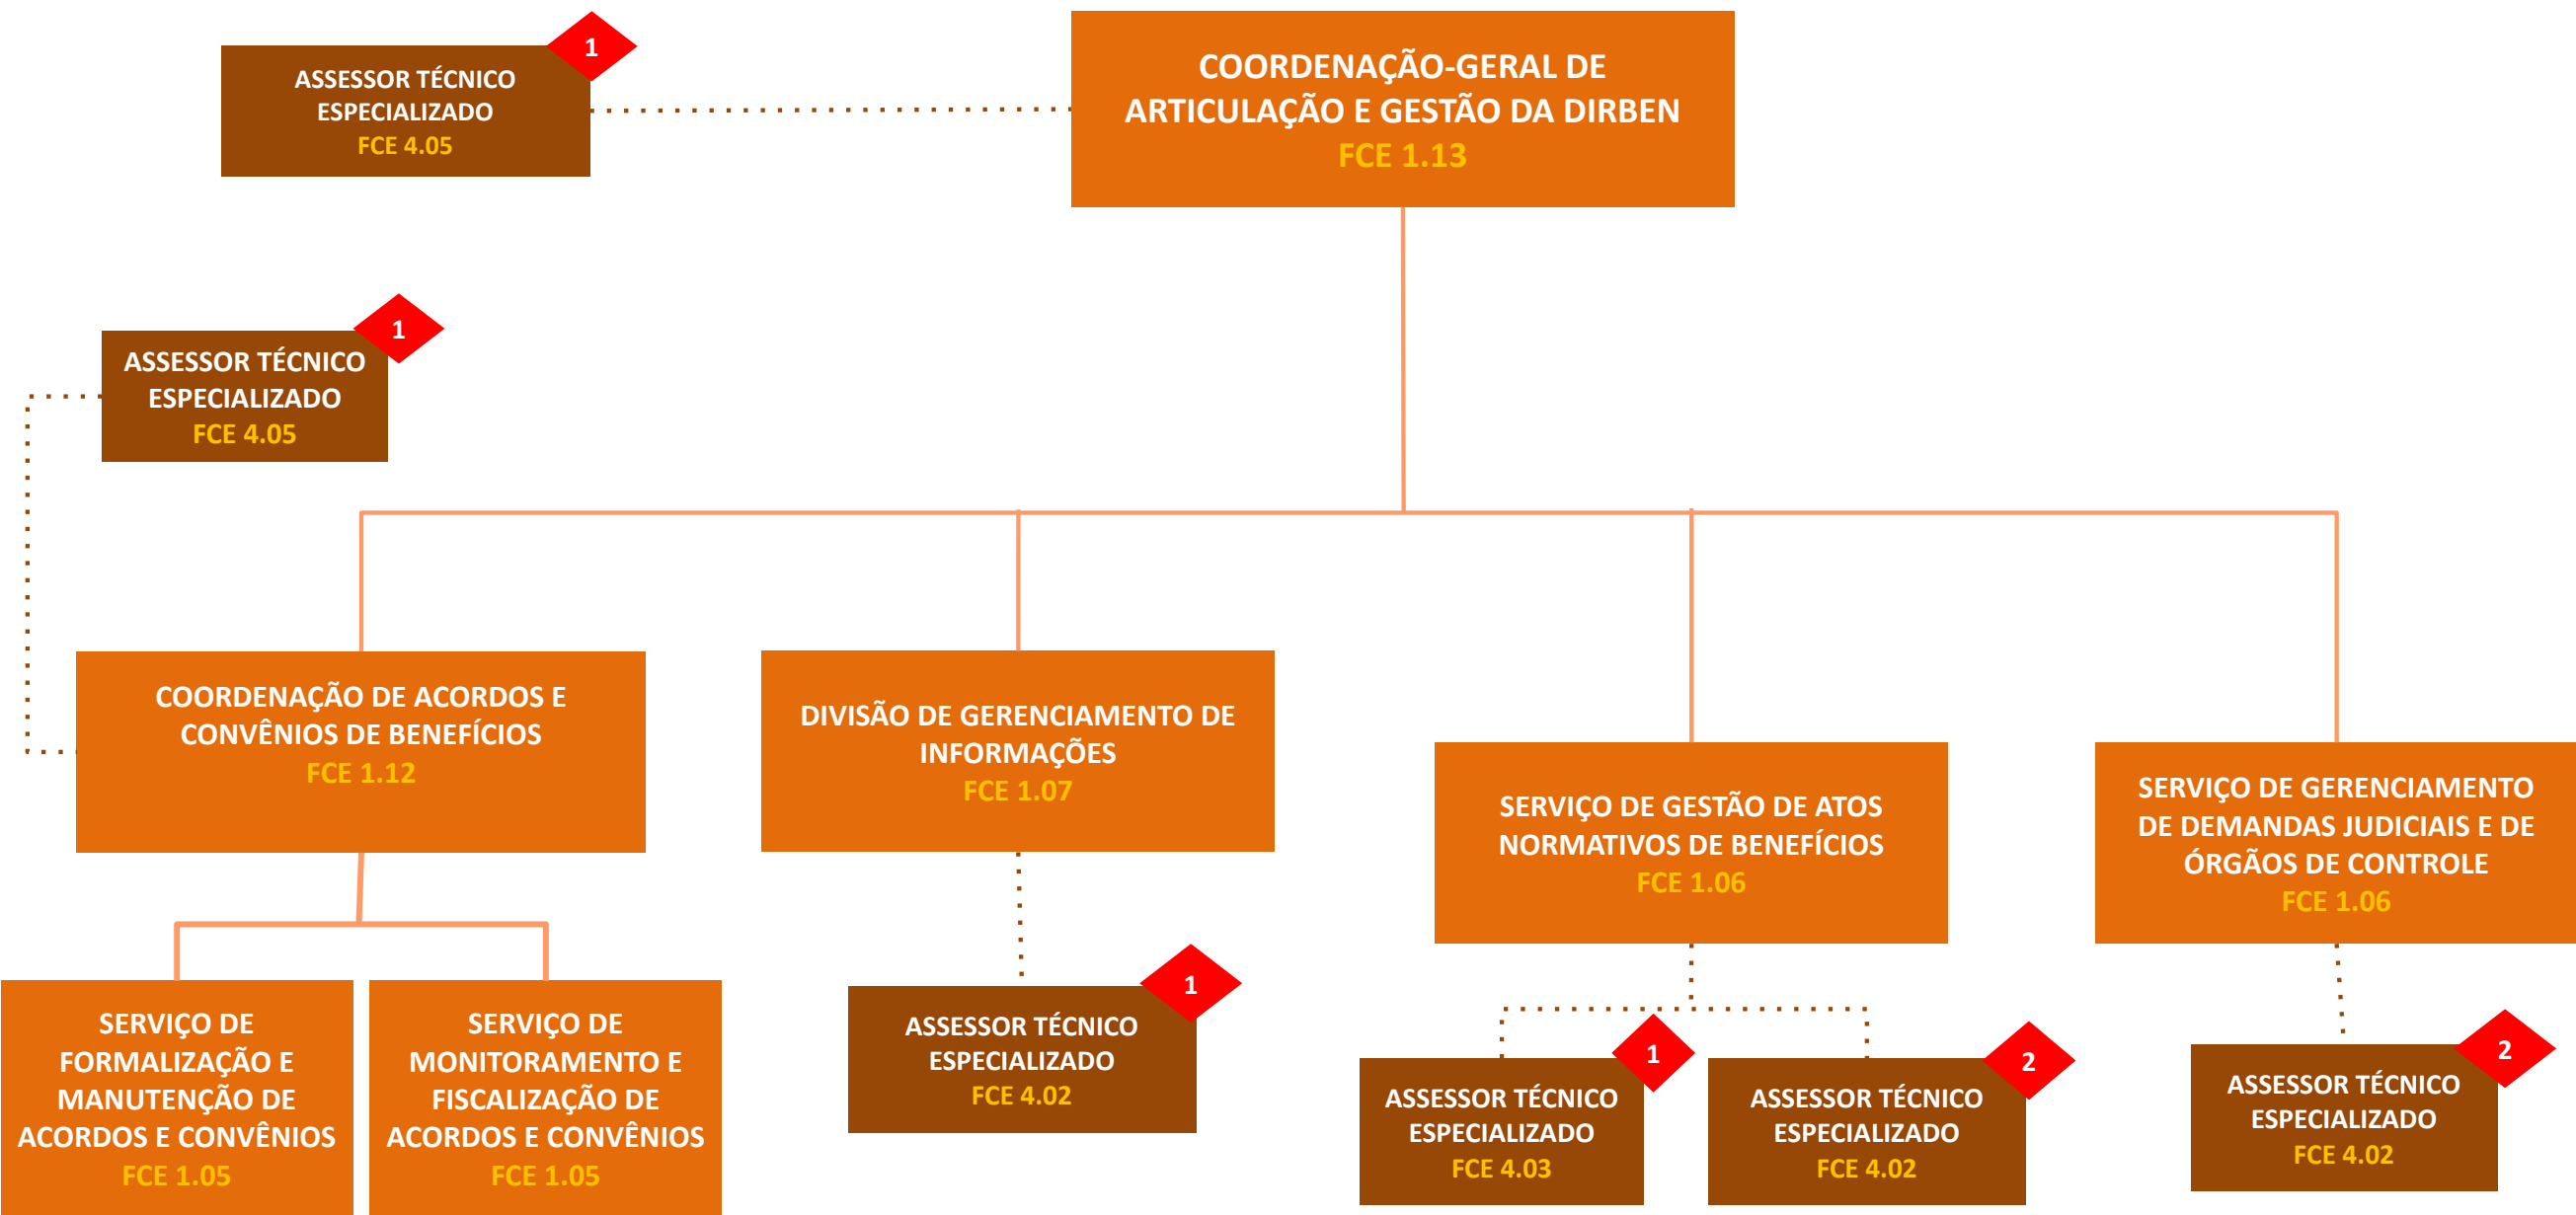 1
ASSESSOR TÉCNICO
ESPECIALIZADO
FCE 4.05
COORDENAÇÃO-GERAL DE
ARTICULAÇÃO E GESTÃO DA DIRBEN
FCE 1.13
1
ASSESSOR TÉCNICO
ESPECIALIZADO
FCE 4.05
COORDENAÇÃO DE ACORDOS E
CONVÊNIOS DE BENEFÍCIOS
FCE 1.12
DIVISÃO DE GERENCIAMENTO DE
INFORMAÇÕES
FCE 1.07
SERVIÇO DE GESTÃO DE ATOS
NORMATIVOS DE BENEFÍCIOS
FCE 1.06
SERVIÇO DE GERENCIAMENTO
DE DEMANDAS JUDICIAIS E DE
ÓRGÃOS DE CONTROLE
FCE 1.06
SERVIÇO DE
FORMALIZAÇÃO E
MANUTENÇÃO DE
ACORDOS E CONVÊNIOS
FCE 1.05
SERVIÇO DE
MONITORAMENTO E
FISCALIZAÇÃO DE
ACORDOS E CONVÊNIOS
FCE 1.05
1
ASSESSOR TÉCNICO
ESPECIALIZADO
FCE 4.02
1
ASSESSOR TÉCNICO
ESPECIALIZADO
FCE 4.03
2
ASSESSOR TÉCNICO
ESPECIALIZADO
FCE 4.02
2
ASSESSOR TÉCNICO
ESPECIALIZADO
FCE 4.02